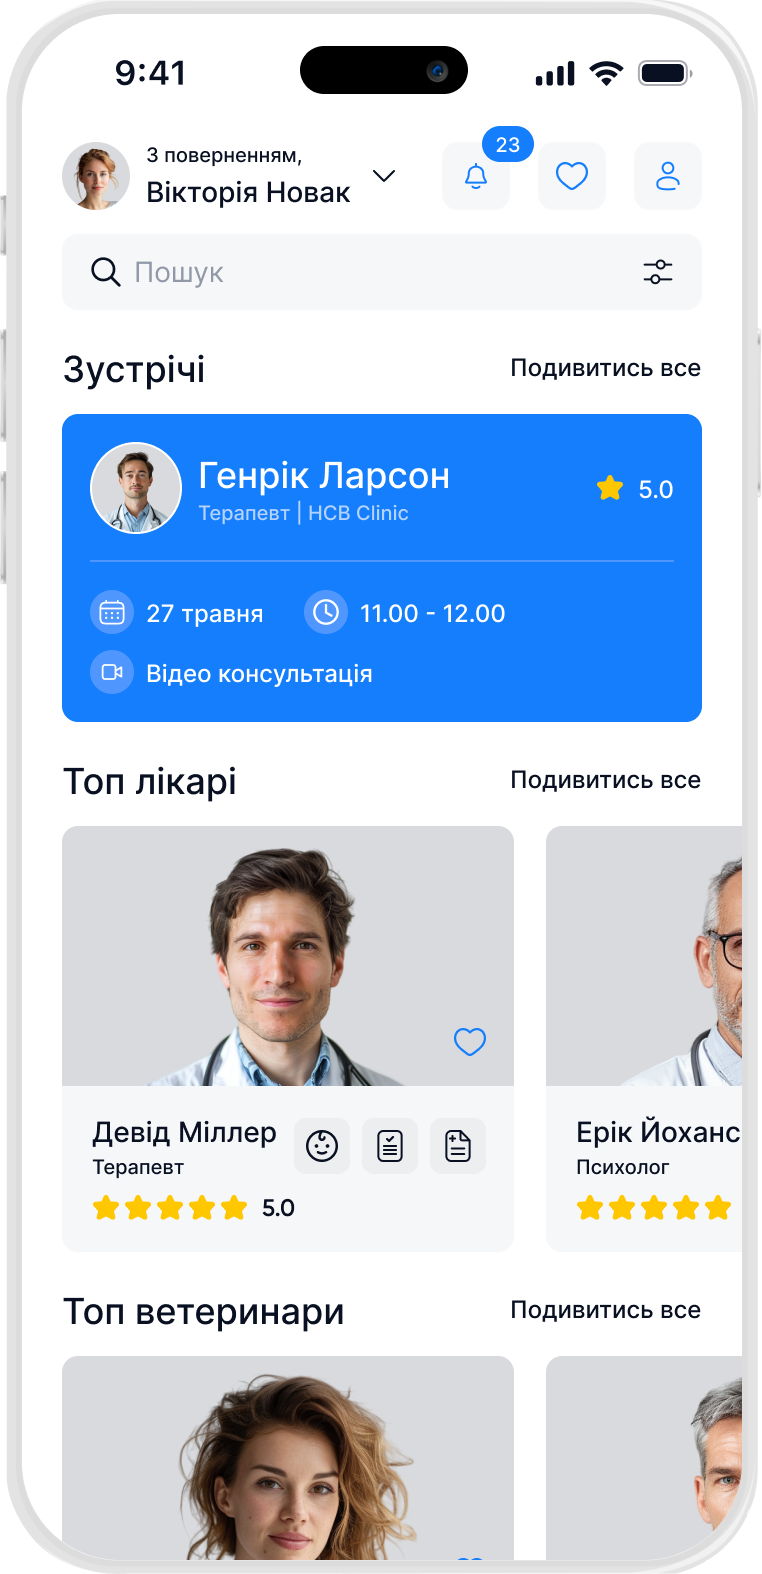 9:41
З поверненням,
Вікторія Новак
23
Пошук
Зустрічі
Подивитись все
Генрік Ларсон
Терапевт | HCB Clinic
5.0
27 травня
11.00 - 12.00
Відео консультація
Топ лікарі
Подивитись все
Девід Міллер
Терапевт
5.0
Ерік Йоханс
Психолог
Топ ветеринари
Подивитись все